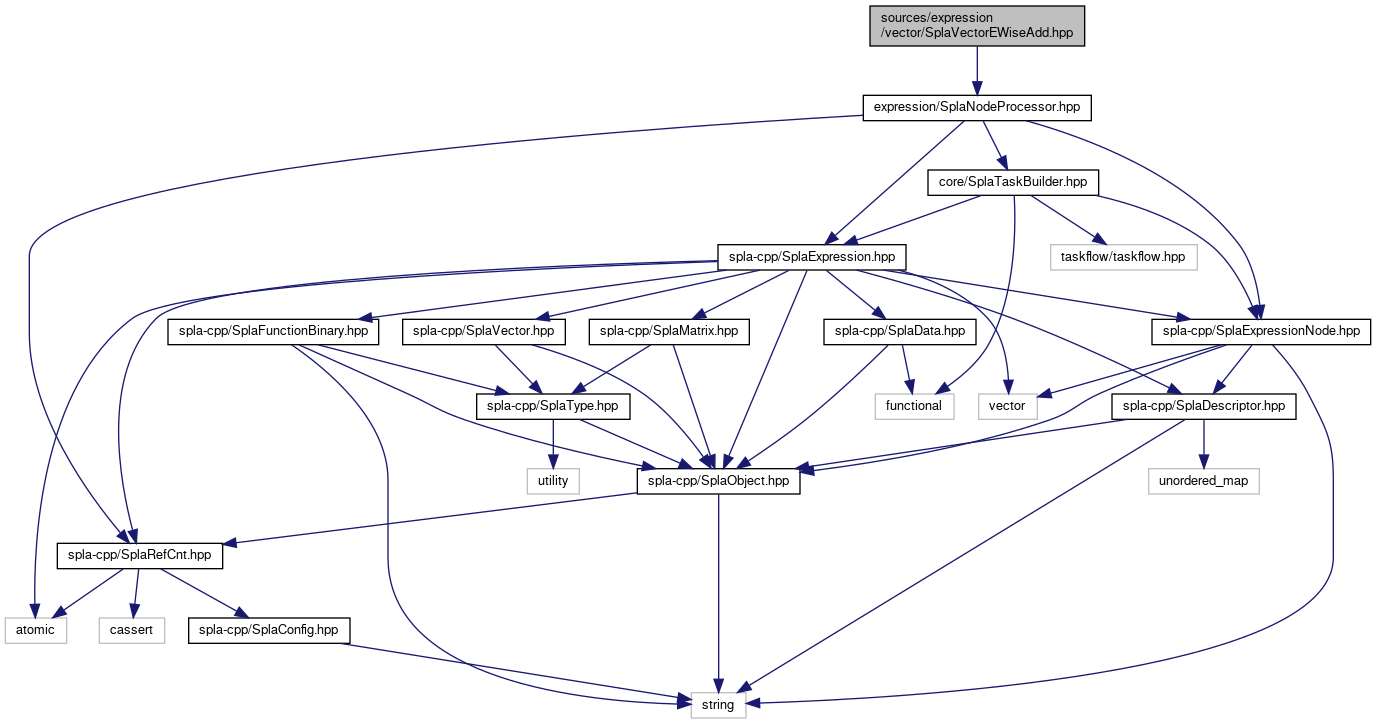 sources/expression
/vector/SplaVectorEWiseAdd.hpp
expression/SplaNodeProcessor.hpp
core/SplaTaskBuilder.hpp
spla-cpp/SplaExpression.hpp
taskflow/taskflow.hpp
spla-cpp/SplaFunctionBinary.hpp
spla-cpp/SplaVector.hpp
spla-cpp/SplaMatrix.hpp
spla-cpp/SplaData.hpp
spla-cpp/SplaExpressionNode.hpp
spla-cpp/SplaType.hpp
functional
vector
spla-cpp/SplaDescriptor.hpp
utility
spla-cpp/SplaObject.hpp
unordered_map
spla-cpp/SplaRefCnt.hpp
atomic
cassert
spla-cpp/SplaConfig.hpp
string